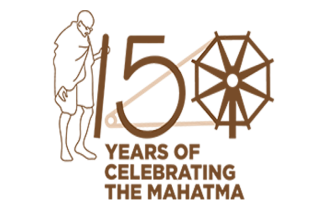 150
YEARS OF
CELEBRATING
THE MAHATMA